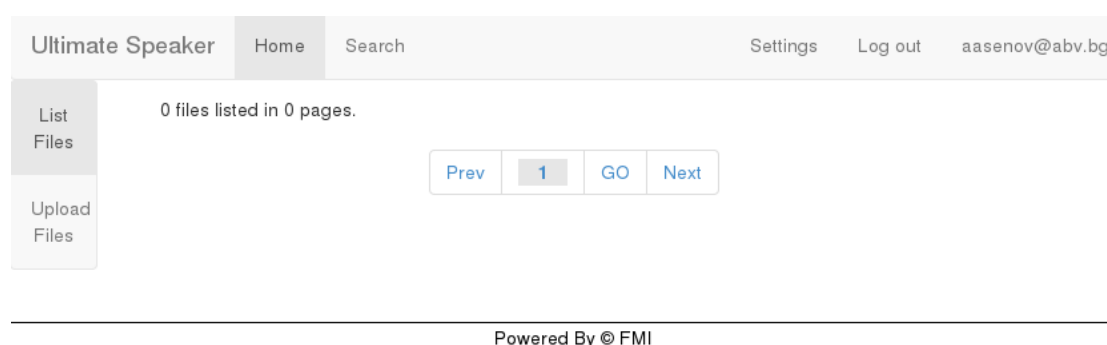 Ultimate Speaker Home Search Settings Log out aasenov@abv.bg
List
Files
0 files listed in 0 pages.
Prev 1 GO Next
Upload
Files
Powered By © FMI